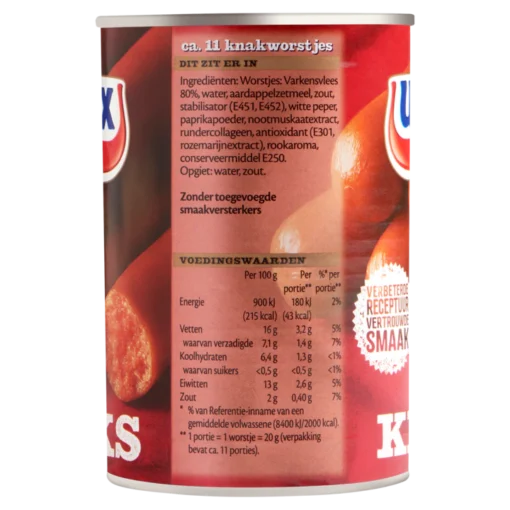 ca. 11 knakworstjes
DIT ZIT ER IN
Ingrediënten: Worstjes: Varkensvlees
80%, water, aardappelzetmeel, zout,
stabilisator (E451, E452), witte peper,
paprikapoeder, nootmuskaatextract,
rundercollageen, antioxidant (E301,
rozemarijnextract), rookaroma,
conserveermiddel E250.
Opgiet: water, zout.
Zonder toegevoegde
smaakversterkers
VOEDINGSWAARDEN
Per 100 g Per portie** %* per portie**
Energie 900 kJ 180 kJ 2%
(215 kcal) (43 kcal)
Vetten 16 g 3,2 g 5%
waarvan verzadigde 7,1 g 1,4 g 7%
Koolhydraten 6,4 g 1,3 g <1%
waarvan suikers <0,5 g <0,5 g <1%
Eiwitten 13 g 2,6 g 5%
Zout 2 g 0,40 g 7%
* % van Referentie-inname van een
gemiddelde volwassene (8400 kJ/2000 kcal).
** 1 portie = 1 worstje = 20 g (verpakking
bevat ca. 11 porties).
X
U
VERBETERDE
RECEPTUUR
VERTROUWDE
SMAAK
KS
K